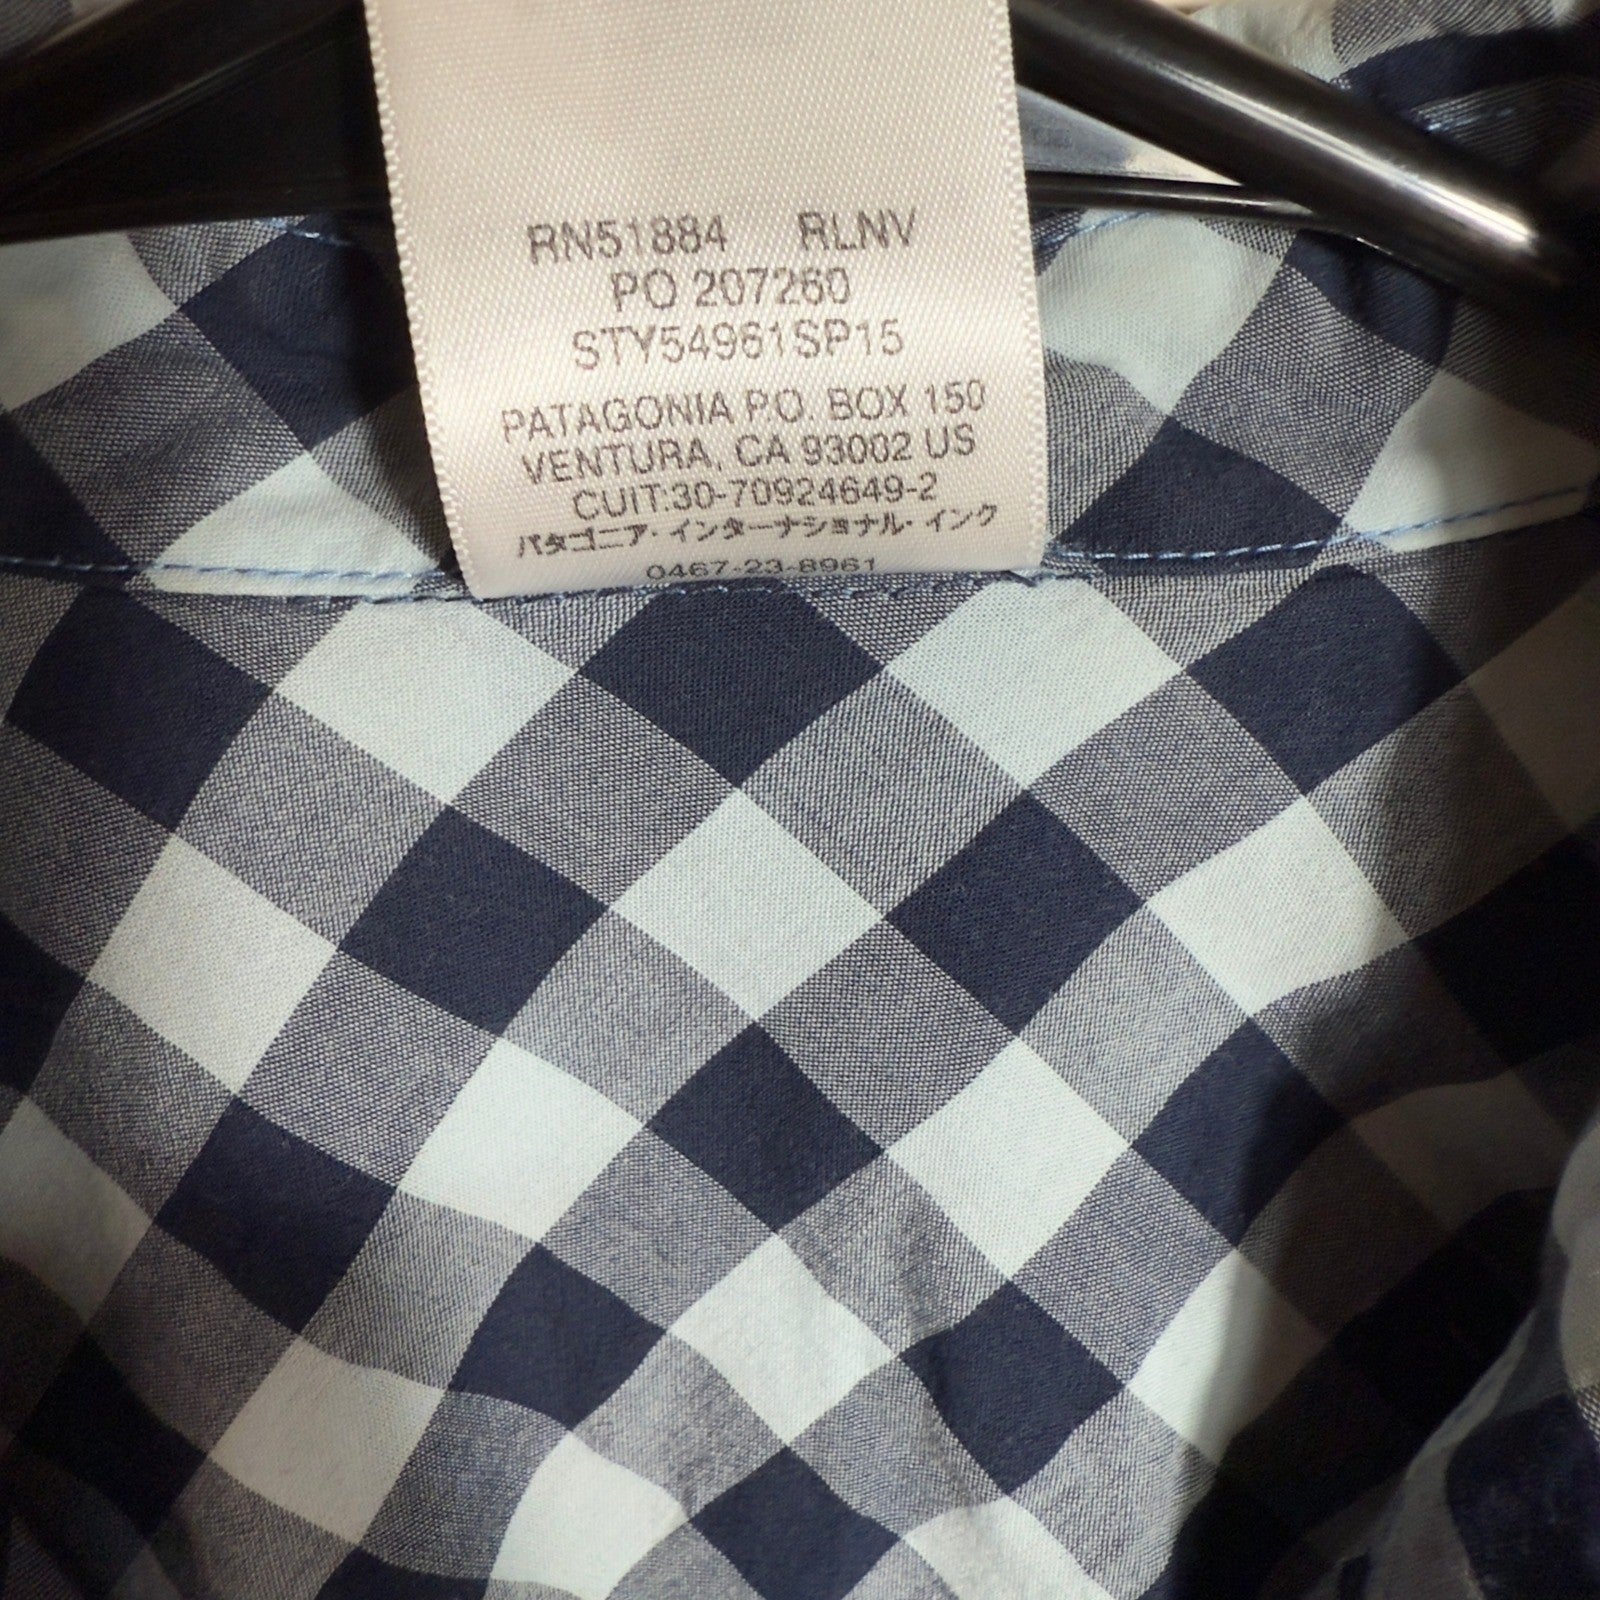 RN51884 RLNV
PO 207260
STY54961SP15
PATAGONIA P.O. BOX 150
VENTURA, CA 93002 US
CUIT:30-70924649-2
パタゴニア・インターナショナル・インク
0467-23-8961